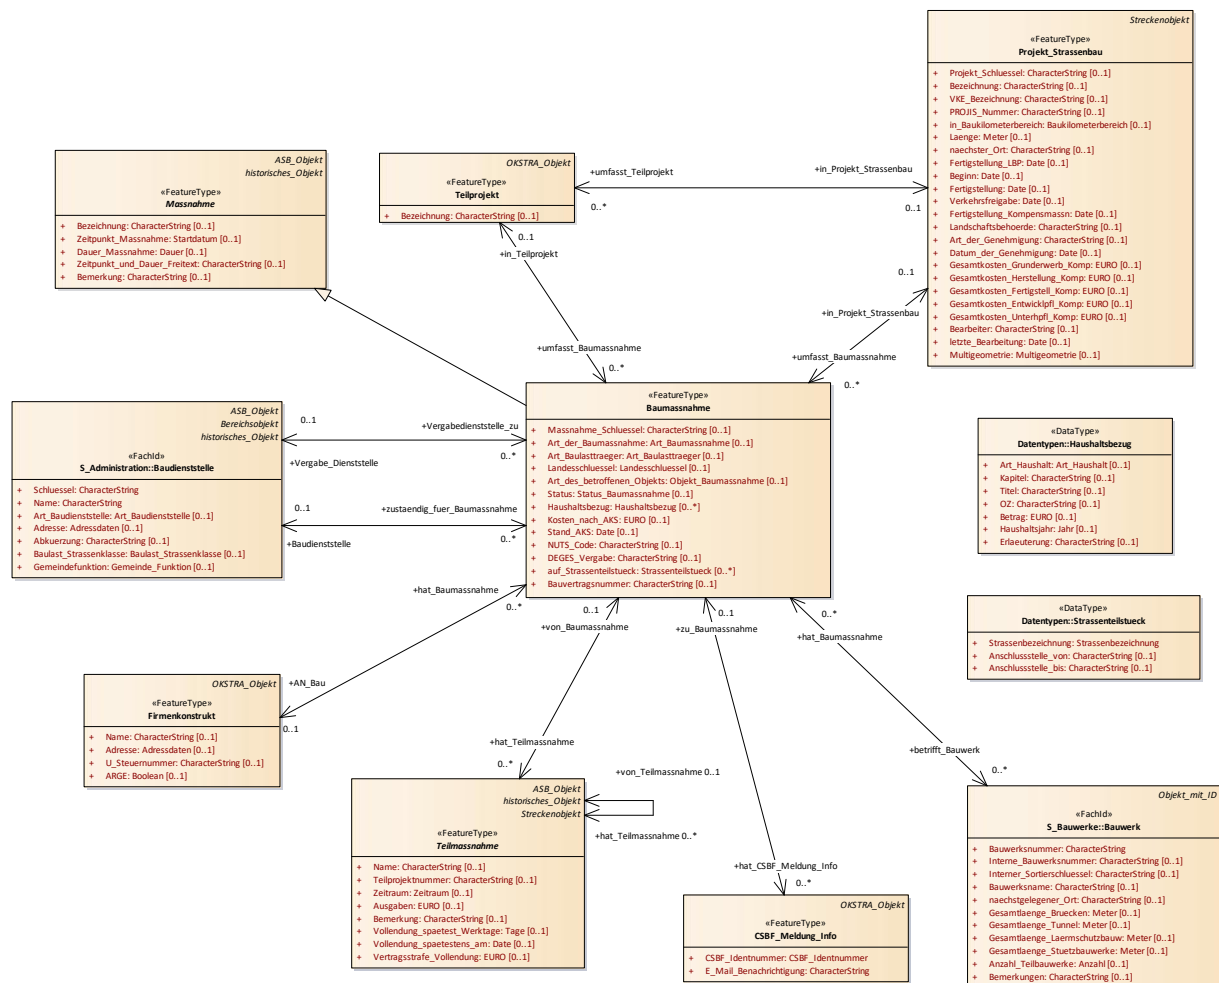 Streckenobjekt
«FeatureType»
Projekt_Strassenbau
+ Projekt_Schluessel: CharacterString [0..1]
+ Bezeichnung: CharacterString [0..1]
+ VKE_Bezeichnung: CharacterString [0..1]
+ PROJIS_Nummer: CharacterString [0..1]
+ in_Baukilometerbereich: Baukilometerbereich [0..1]
+ Laenge: Meter [0..1]
+ naechster_Ort: CharacterString [0..1]
+ Fertigstellung_LBP: Date [0..1]
+ Beginn: Date [0..1]
+ Fertigstellung: Date [0..1]
+ Verkehrsfreigabe: Date [0..1]
+ Fertigstellung_Kompensmassn: Date [0..1]
+ Landschaftsbehoerde: CharacterString [0..1]
+ Art_der_Genehmigung: CharacterString [0..1]
+ Datum_der_Genehmigung: Date [0..1]
+ Gesamtkosten_Grunderwerb_Komp: EURO [0..1]
+ Gesamtkosten_Herstellung_Komp: EURO [0..1]
+ Gesamtkosten_Fertigstell_Komp: EURO [0..1]
+ Gesamtkosten_Entwicklpfl_Komp: EURO [0..1]
+ Gesamtkosten_Unterhpfl_Komp: EURO [0..1]
+ Bearbeiter: CharacterString [0..1]
+ letzte_Bearbeitung: Date [0..1]
+ Multigeometrie: Multigeometrie [0..1]
ASB_Objekt
historisches_Objekt
«FeatureType»
Massnahme
+ Bezeichnung: CharacterString [0..1]
+ Zeitpunkt_Massnahme: Startdatum [0..1]
+ Dauer_Massnahme: Dauer [0..1]
+ Zeitpunkt_und_Dauer_Freitext: CharacterString [0..1]
+ Bemerkung: CharacterString [0..1]
OKSTRA_Objekt
«FeatureType»
Teilprojekt
+ Bezeichnung: CharacterString [0..1]
+umfasst_Teilprojekt
0..*
+in_Projekt_Strassenbau
0..1
0..1
+in_Teilprojekt
+umfasst_Baumassnahme
0..*
0..1
+in_Projekt_Strassenbau
+umfasst_Baumassnahme
0..*
«FeatureType»
Baumassnahme
+ Massnahme_Schluessel: CharacterString [0..1]
+ Art_der_Baumassnahme: Art_Baumassnahme [0..1]
+ Art_Baulasttraeger: Art_Baulasttraeger [0..1]
+ Landesschluessel: Landesschluessel [0..1]
+ Art_des_betroffenen_Objekts: Objekt_Baumassnahme [0..1]
+ Status: Status_Baumassnahme [0..1]
+ Haushaltsbezug: Haushaltsbezug [0..*]
+ Kosten_nach_AKS: EURO [0..1]
+ Stand_AKS: Date [0..1]
+ NUTS_Code: CharacterString [0..1]
+ DEGES_Vergabe: CharacterString [0..1]
+ auf_Strassenteilstueck: Strassenteilstueck [0..*]
+ Bauvertragsnummer: CharacterString [0..1]
ASB_Objekt
Bereichsobjekt
historisches_Objekt
«FachId»
S_Administration::Baudienststelle
+ Schluessel: CharacterString
+ Name: CharacterString
+ Art_Baudienststelle: Art_Baudienststelle [0..1]
+ Adresse: Adressdaten [0..1]
+ Abkuerzung: CharacterString [0..1]
+ Baulast_Strassenklasse: Baulast_Strassenklasse [0..1]
+ Gemeindefunktion: Gemeinde_Funktion [0..1]
0..1
+Vergabedienststelle_zu
+Vergabe_Dienststelle
0..*
0..1
+zustaendig_fuer_Baumassnahme
+Baudienststelle
0..*
«DataType»
Datentypen::Haushaltsbezug
+ Art_Haushalt: Art_Haushalt [0..1]
+ Kapitel: CharacterString [0..1]
+ Titel: CharacterString [0..1]
+ OZ: CharacterString [0..1]
+ Betrag: EURO [0..1]
+ Haushaltsjahr: Jahr [0..1]
+ Erlaeuterung: CharacterString [0..1]
«DataType»
Datentypen::Strassenteilstueck
+ Strassenbezeichnung: Strassenbezeichnung
+ Anschlussstelle_von: CharacterString [0..1]
+ Anschlussstelle_bis: CharacterString [0..1]
+hat_Baumassnahme
0..*
+AN_Bau
0..1
0..1
+von_Baumassnahme
+hat_Teilmassnahme
0..*
0..1
+zu_Baumassnahme
+hat_CSBF_Meldung_Info
0..*
0..*
+hat_Baumassnahme
+betrifft_Bauwerk
0..*
OKSTRA_Objekt
«FeatureType»
Firmenkonstrukt
+ Name: CharacterString [0..1]
+ Adresse: Adressdaten [0..1]
+ U_Steuernummer: CharacterString [0..1]
+ ARGE: Boolean [0..1]
ASB_Objekt
historisches_Objekt
Streckenobjekt
«FeatureType»
Teilmassnahme
+ Name: CharacterString [0..1]
+ Teilprojektnummer: CharacterString [0..1]
+ Zeitraum: Zeitraum [0..1]
+ Ausgaben: EURO [0..1]
+ Bemerkung: CharacterString [0..1]
+ Vollendung_spaetest_Werktage: Tage [0..1]
+ Vollendung_spaetestens_am: Date [0..1]
+ Vertragsstrafe_Vollendung: EURO [0..1]
+von_Teilmassnahme 0..1
+hat_Teilmassnahme 0..*
OKSTRA_Objekt
«FeatureType»
CSBF_Meldung_Info
+ CSBF_Identnummer: CSBF_Identnummer
+ E_Mail_Benachrichtigung: CharacterString
Objekt_mit_ID
«FachId»
S_Bauwerke::Bauwerk
+ Bauwerksnummer: CharacterString
+ Interne_Bauwerksnummer: CharacterString [0..1]
+ Interner_Sortierschluessel: CharacterString [0..1]
+ Bauwerksname: CharacterString [0..1]
+ naechstgelegener_Ort: CharacterString [0..1]
+ Gesamtlaenge_Bruecken: Meter [0..1]
+ Gesamtlaenge_Tunnel: Meter [0..1]
+ Gesamtlaenge_Laermschutzbauw: Meter [0..1]
+ Gesamtlaenge_Stuetzbauwerke: Meter [0..1]
+ Anzahl_Teilbauwerke: Anzahl [0..1]
+ Bemerkungen: CharacterString [0..1]